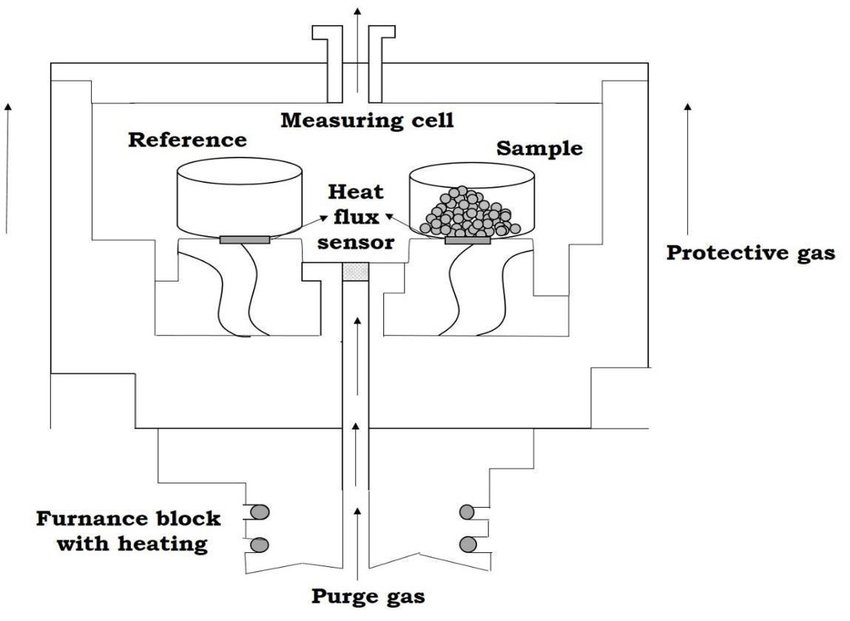 Measuring cell
Reference
Sample
Heat
flux
sensor
Protective gas
Furnance block
with heating
Purge gas